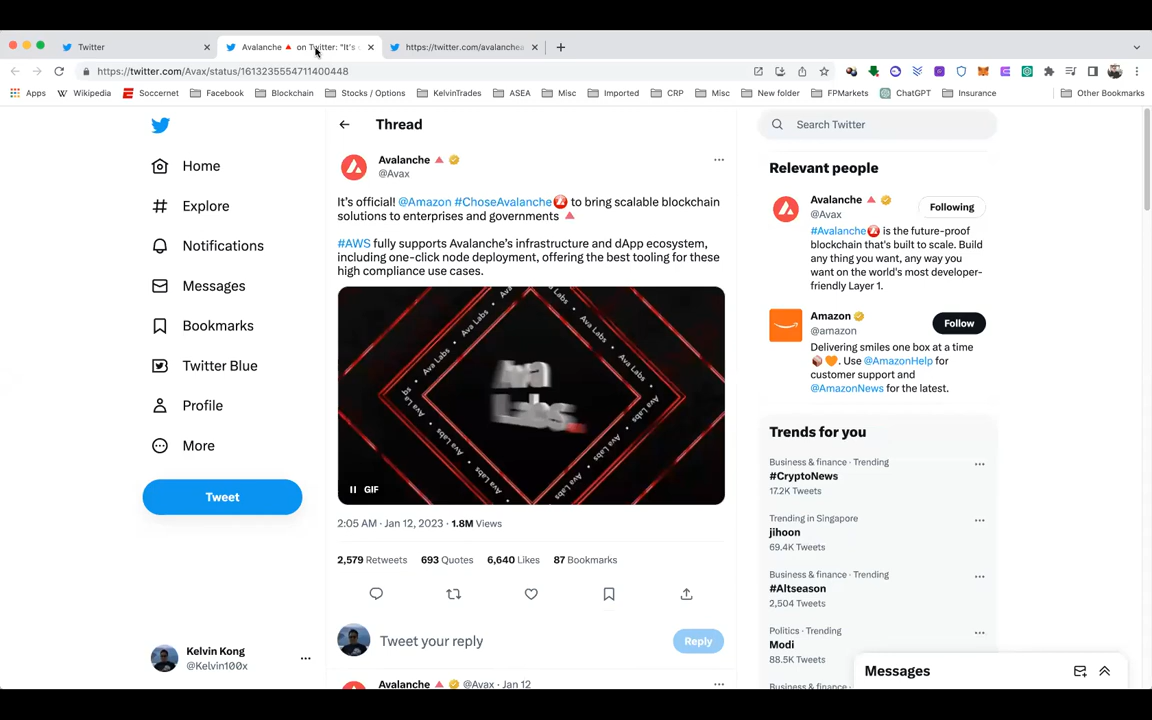 Twitter
Avalanche 🔺 on Twitter: "It's
https://twitter.com/avalanchea
https://twitter.com/Avax/status/1613235554711400448
Apps
Wikipedia
Soccernet
Facebook
Blockchain
Stocks / Options
KelvinTrades
ASEA
Misc
Imported
CRP
Misc
New folder
FPMarkets
ChatGPT
Insurance
Other Bookmarks
Home
Explore
Notifications
Messages
Bookmarks
Twitter Blue
Profile
More
Tweet
Kelvin Kong
@Kelvin100x
Thread
Avalanche 🔺
@Avax
It's official! @Amazon #ChoseAvalanche to bring scalable blockchain
solutions to enterprises and governments 🔺
#AWS fully supports Avalanche's infrastructure and dApp ecosystem,
including one-click node deployment, offering the best tooling for these
high compliance use cases.
Ava Labs • Ava Labs • Ava Labs
Ava Labs
GIF
2:05 AM · Jan 12, 2023 · 1.8M Views
2,579 Retweets 693 Quotes 6,640 Likes 87 Bookmarks
Tweet your reply
Reply
Avalanche 🔺 @Avax · Jan 12
Search Twitter
Relevant people
Avalanche 🔺
@Avax
Following
#Avalanche is the future-proof
blockchain that's built to scale. Build
any thing you want, any way you
want on the world's most developer-
friendly Layer 1.
Amazon
@amazon
Follow
Delivering smiles one box at a time
📦🧡. Use @AmazonHelp for
customer support and
@AmazonNews for the latest.
Trends for you
Business & finance · Trending
#CryptoNews
17.2K Tweets
Trending in Singapore
jihoon
69.4K Tweets
Business & finance · Trending
#Altseason
2,504 Tweets
Politics · Trending
Modi
88.5K Tweets
Messages